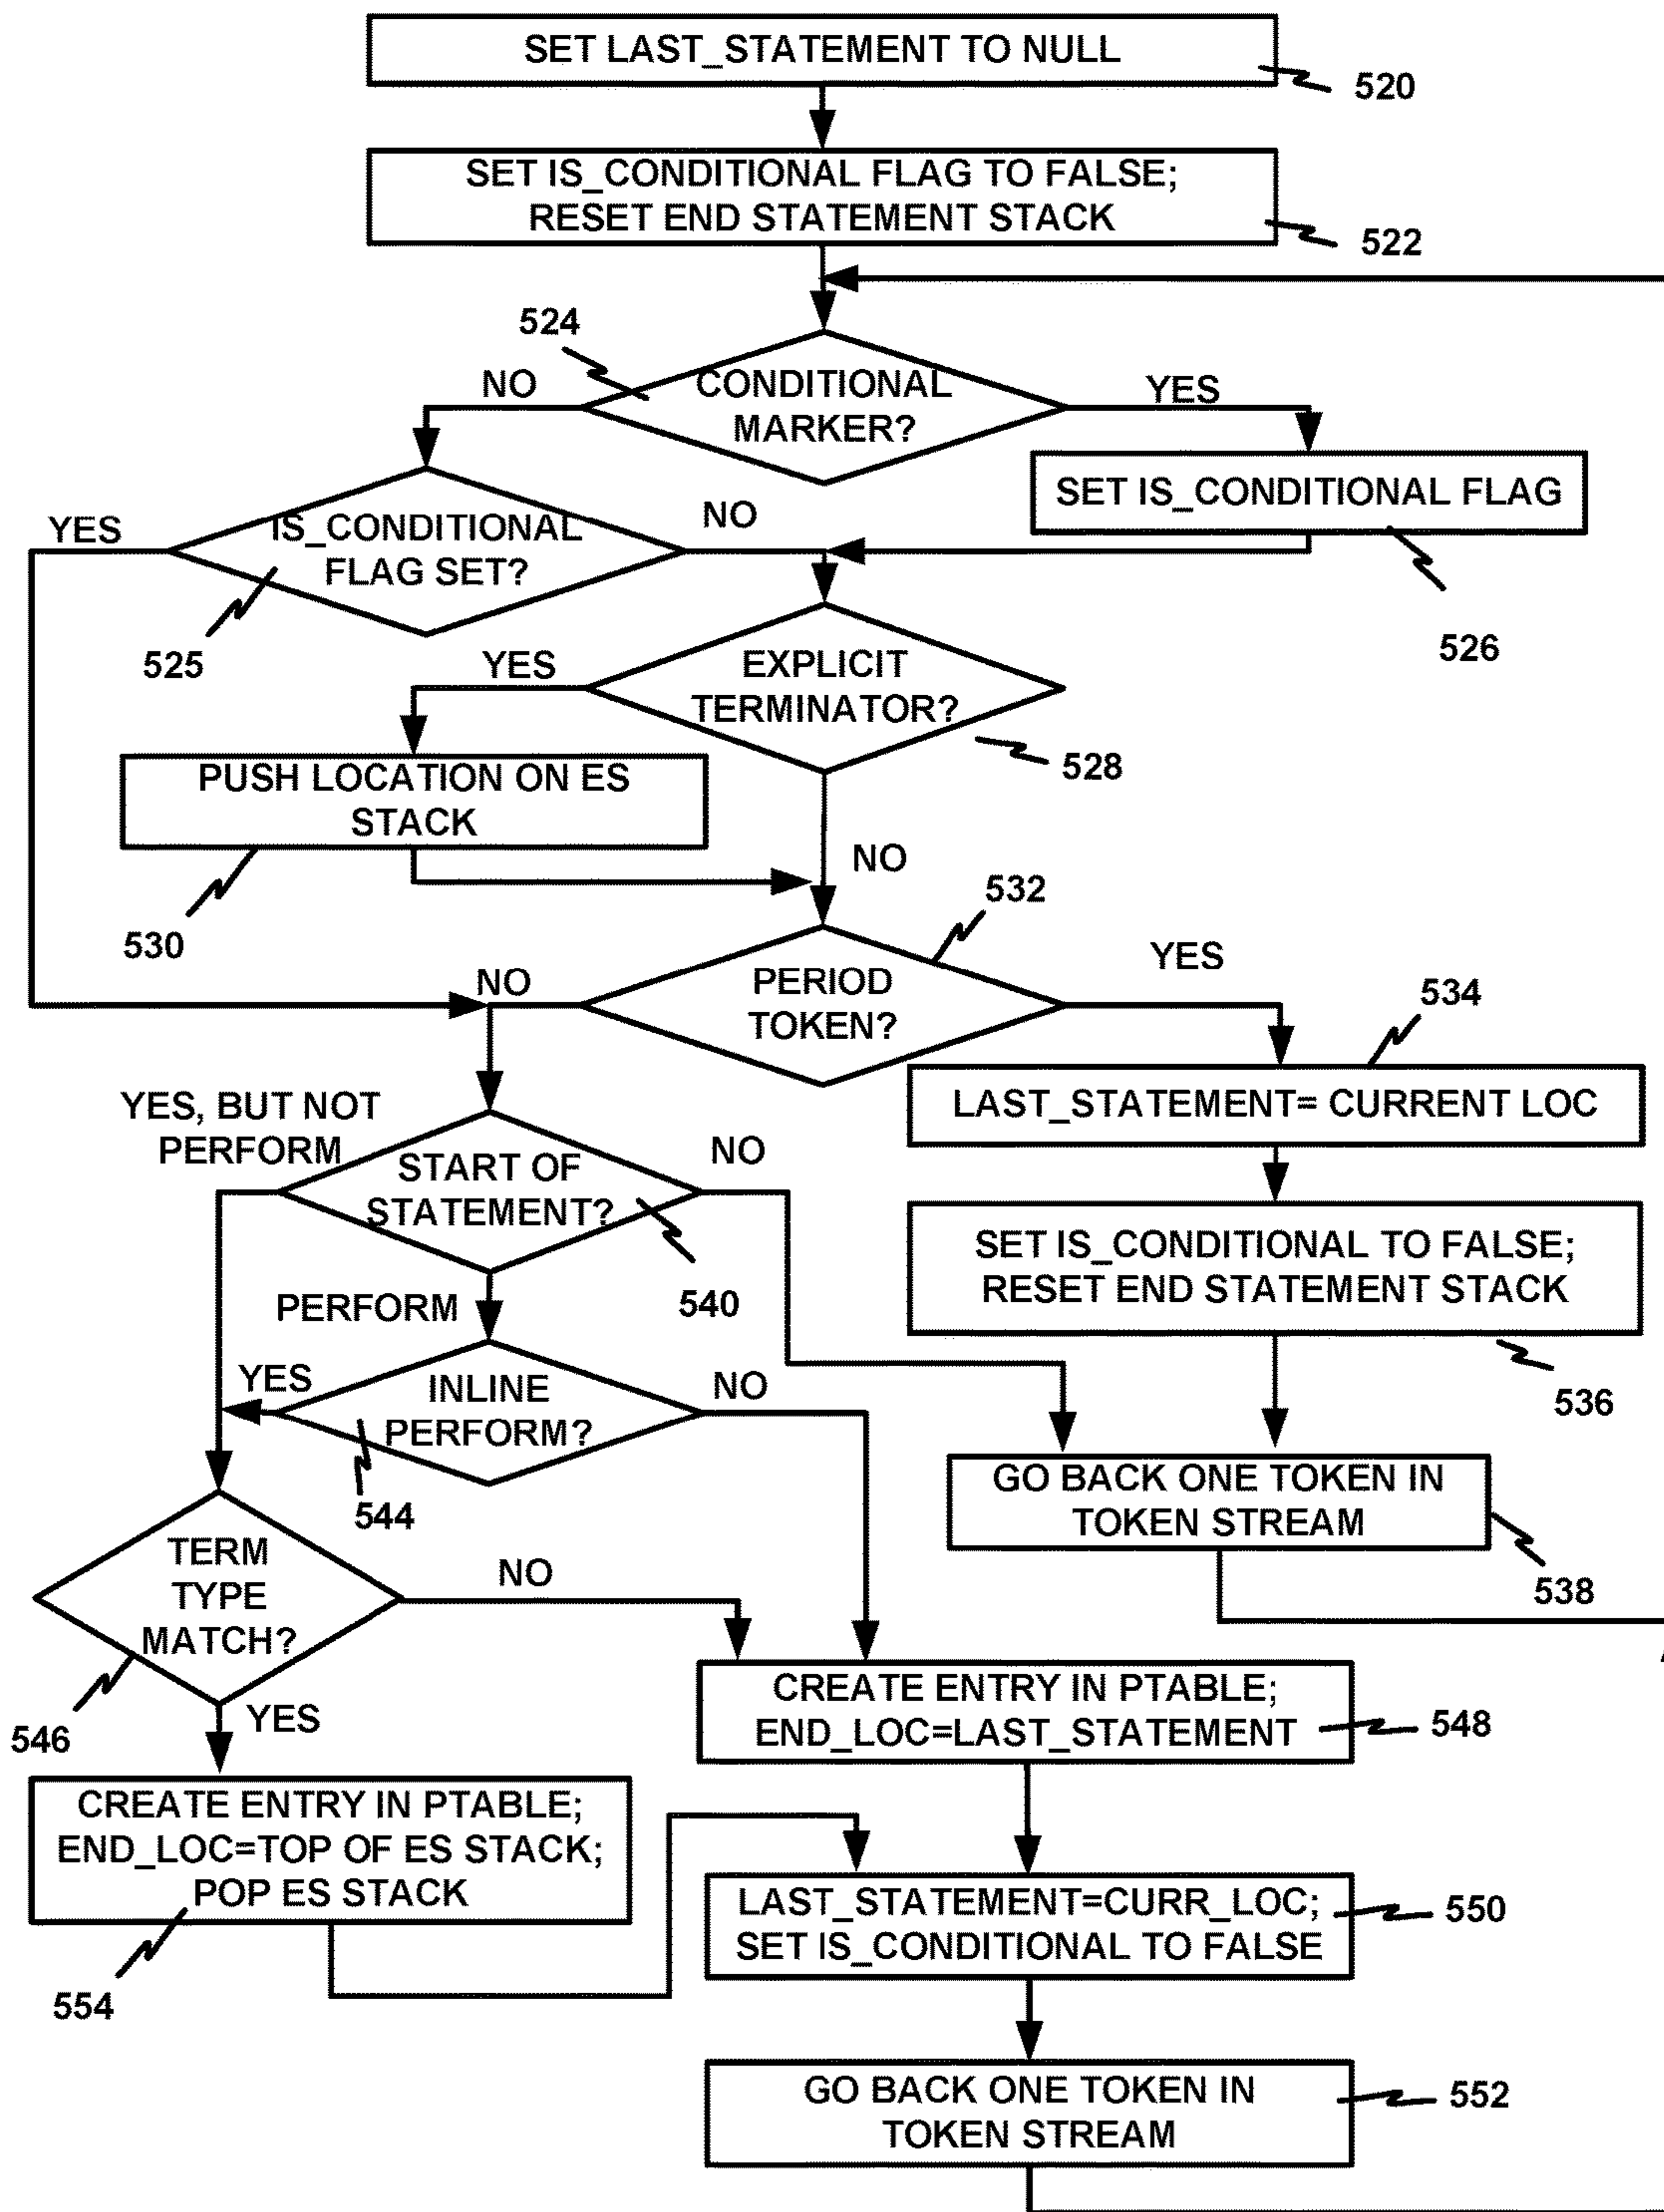 SET LAST_STATEMENT TO NULL
520
SET IS_CONDITIONAL FLAG TO FALSE;
RESET END STATEMENT STACK
522
524
NO
CONDITIONAL
MARKER?
YES
SET IS_CONDITIONAL FLAG
526
YES
IS_CONDITIONAL
FLAG SET?
NO
525
YES
EXPLICIT
TERMINATOR?
528
PUSH LOCATION ON ES
STACK
530
NO
532
NO
PERIOD
TOKEN?
YES
534
LAST_STATEMENT= CURRENT LOC
YES, BUT NOT
PERFORM
START OF
STATEMENT?
NO
540
SET IS_CONDITIONAL TO FALSE;
RESET END STATEMENT STACK
536
PERFORM
YES
INLINE
PERFORM?
NO
544
GO BACK ONE TOKEN IN
TOKEN STREAM
538
TERM
TYPE
MATCH?
NO
546
YES
CREATE ENTRY IN PTABLE;
END_LOC=LAST_STATEMENT
548
CREATE ENTRY IN PTABLE;
END_LOC=TOP OF ES STACK;
POP ES STACK
554
LAST_STATEMENT=CURR_LOC;
SET IS_CONDITIONAL TO FALSE
550
GO BACK ONE TOKEN IN
TOKEN STREAM
552